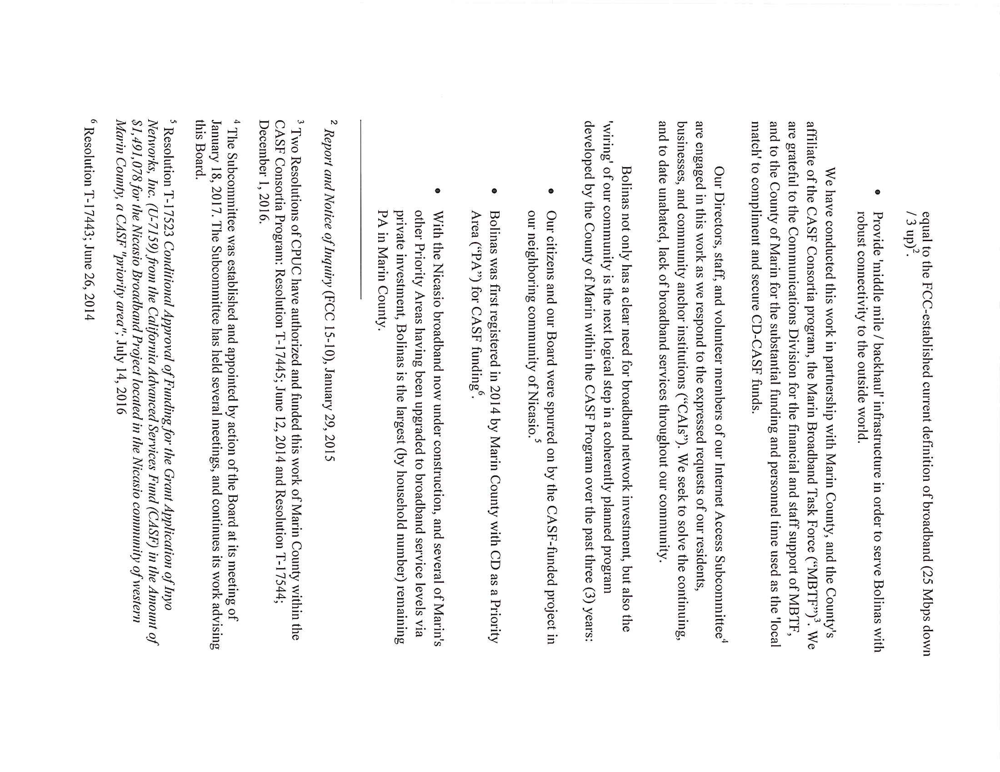 equal to the FCC-established current definition of broadband (25 Mbps down
/ 3 up)².
• Provide 'middle mile / backhaul' infrastructure in order to serve Bolinas with
robust connectivity to the outside world.
We have conducted this work in partnership with Marin County, and the County's
affiliate of the CASF Consortia program, the Marin Broadband Task Force (“MBTF”)³. We
are grateful to the Communications Division for the financial and staff support of MBTF,
and to the County of Marin for the substantial funding and personnel time used as the 'local
match' to compliment and secure CD-CASF funds.
Our Directors, staff, and volunteer members of our Internet Access Subcommittee⁴
are engaged in this work as we respond to the expressed requests of our residents,
businesses, and community anchor institutions (“CAIs”). We seek to solve the continuing,
and to date unabated, lack of broadband services throughout our community.
Bolinas not only has a clear need for broadband network investment, but also the
'wiring' of our community is the next logical step in a coherently planned program
developed by the County of Marin within the CASF Program over the past three (3) years:
• Our citizens and our Board were spurred on by the CASF-funded project in
our neighboring community of Nicasio.⁵
• Bolinas was first registered in 2014 by Marin County with CD as a Priority
Area (“PA”) for CASF funding⁶.
• With the Nicasio broadband now under construction, and several of Marin's
other Priority Areas having been upgraded to broadband service levels via
private investment, Bolinas is the largest (by household number) remaining
PA in Marin County.
² Report and Notice of Inquiry (FCC 15-10), January 29, 2015
³ Two Resolutions of CPUC have authorized and funded this work of Marin County within the
CASF Consortia Program: Resolution T-17445; June 12, 2014 and Resolution T-17544;
December 1, 2016.
⁴ The Subcommittee was established and appointed by action of the Board at its meeting of
January 18, 2017. The Subcommittee has held several meetings, and continues its work advising
this Board.
⁵ Resolution T-17523 Conditional Approval of Funding for the Grant Application of Inyo
Networks, Inc. (U-7159) from the California Advanced Services Fund (CASF) in the Amount of
$1,491,078 for the Nicasio Broadband Project located in the Nicasio community of western
Marin County, a CASF "priority area"; July 14, 2016
⁶ Resolution T-17443; June 26, 2014